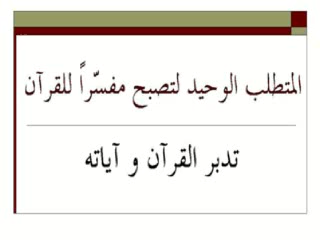 المتطلب الوحيد لتصبح مفسّراً للقرآن
تدبر القرآن و آياته